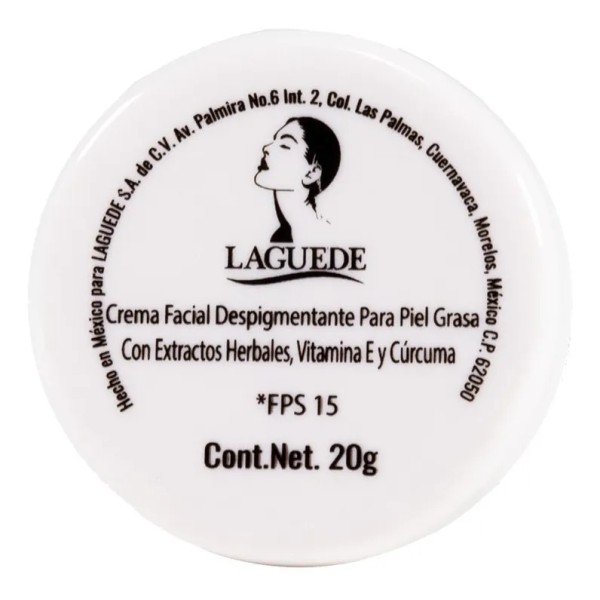 Hecho en México para LAGUEDE S.A. de C.V. Av. Palmira No.6 Int. 2, Col. Las Palmas, Cuernavaca, Morelos, México C.P. 62050
LAGUEDE
Crema Facial Despigmentante Para Piel Grasa
Con Extractos Herbales, Vitamina E y Cúrcuma
*FPS 15
Cont.Net. 20g